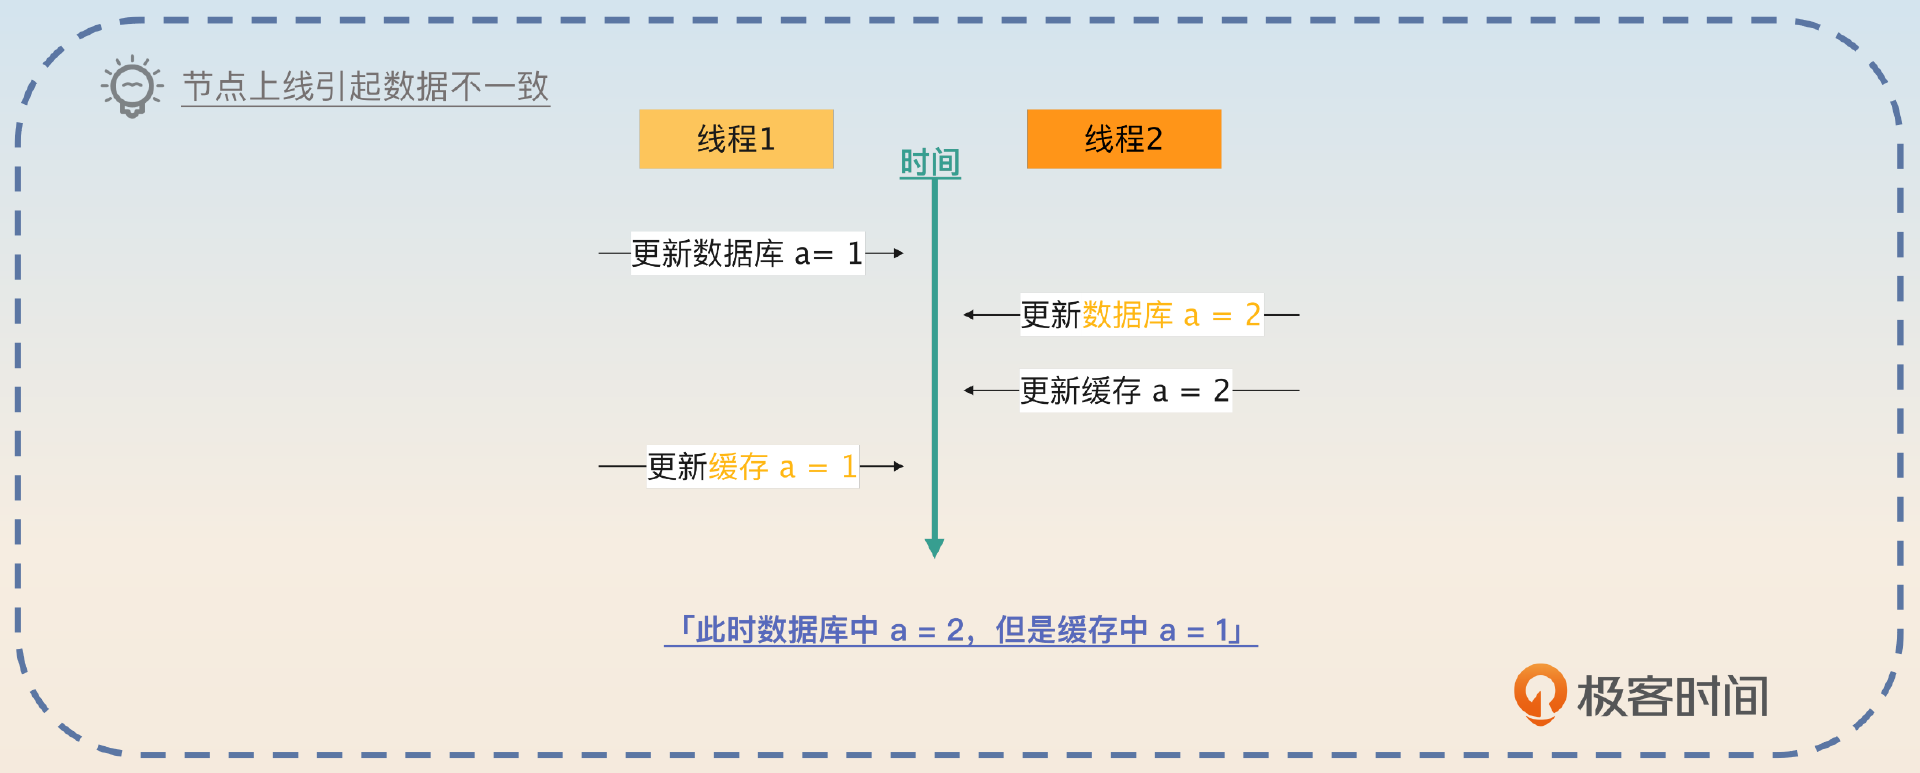 节点上线引起数据不一致
线程1
线程2
时间
更新数据库 a= 1
更新数据库 a = 2
更新缓存 a = 2
更新缓存 a = 1
「此时数据库中 a = 2，但是缓存中 a = 1」
极客时间